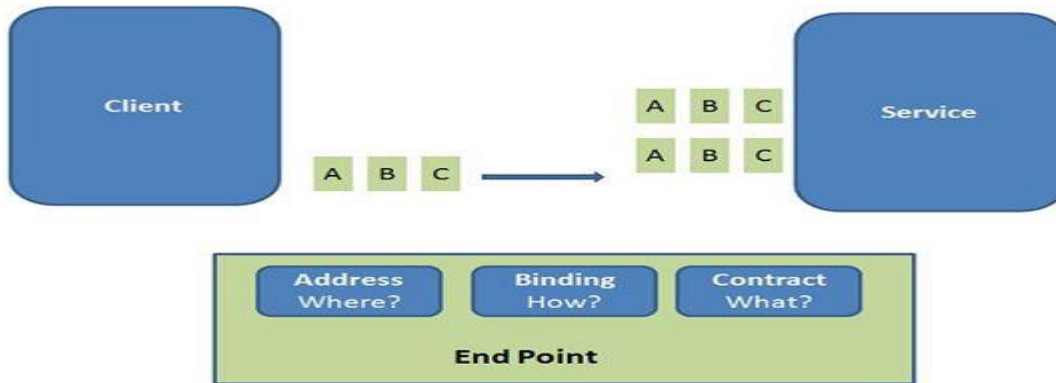 Client
Service
A B C
A B C
A B C
Address
Where?
Binding
How?
Contract
What?
End Point